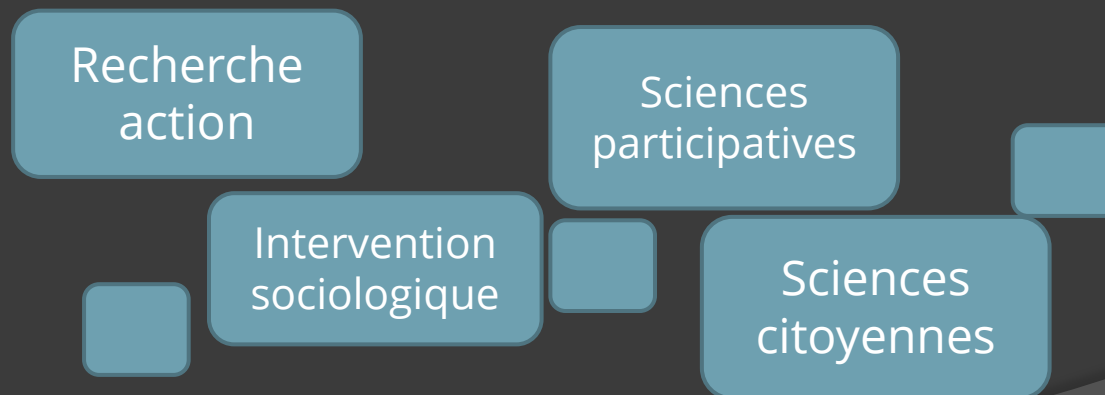 Recherche
action
Sciences
participatives
Intervention
sociologique
Sciences
citoyennes